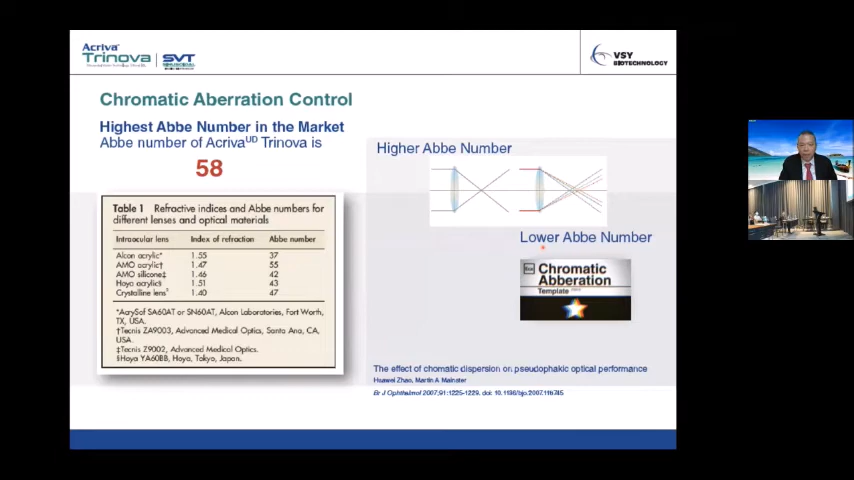 Acriva
Trinova
SVT
VSY
BIOTECHNOLOGY
Chromatic Aberration Control
Highest Abbe Number in the Market
Abbe number of Acriva UD Trinova is
58
Table 1 Refractive indices and Abbe numbers for
different lenses and optical materials
Intraocular lens Index of refraction Abbe number
Alcon acrylic* 1.55 37
AMO acrylic† 1.47 55
AMO silicone‡ 1.46 42
Hoya acrylic§ 1.51 43
Crystalline lens 1.40 47
*AcrySof SA60AT or SN60AT, Alcon Laboratories, Fort Worth,
TX, USA.
†Tecnis ZA9003, Advanced Medical Optics, Santa Ana, CA,
USA.
‡Tecnis Z9002, Advanced Medical Optics.
§Hoya YA60BB, Hoya, Tokyo, Japan.
Higher Abbe Number
Lower Abbe Number
Chromatic
Abberation
Template
The effect of chomatic dispersion on pseudophakic optical performance
Huawei Zhao, Martin A Mainster
Br J Ophthalmol 2007;91:1225-1229. doi: 10.1136/bjo.2007.118745